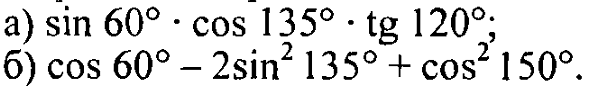 а) sin 60° · cos 135° · tg 120°;
б) cos 60° – 2sin² 135° + cos² 150°.